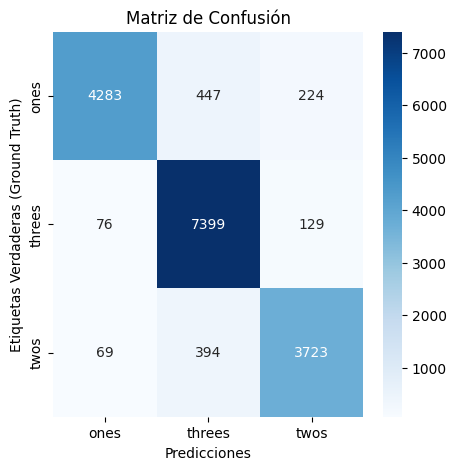 Matriz de Confusión
Etiquetas Verdaderas (Ground Truth)
ones
4283 447 224
threes
76 7399 129
twos
69 394 3723
ones threes twos
Predicciones
7000
6000
5000
4000
3000
2000
1000